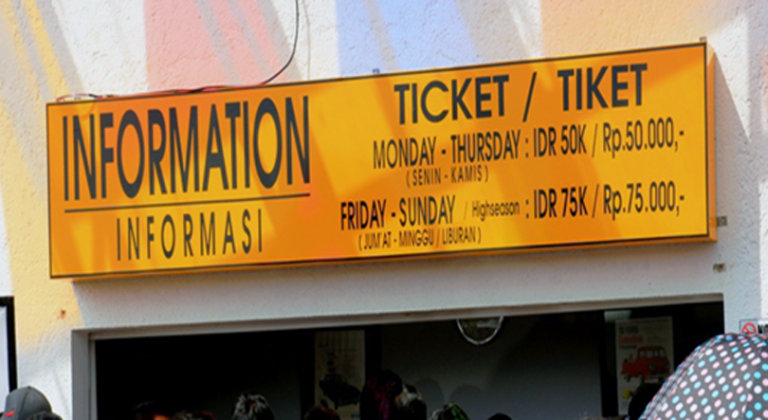 INFORMATION
INFORMASI
TICKET / TIKET
MONDAY - THURSDAY : IDR 50K / Rp.50.000,-
( SENIN - KAMIS )
FRIDAY - SUNDAY / Highseason : IDR 75K / Rp.75.000,-
( JUM'AT - MINGGU / LIBURAN )